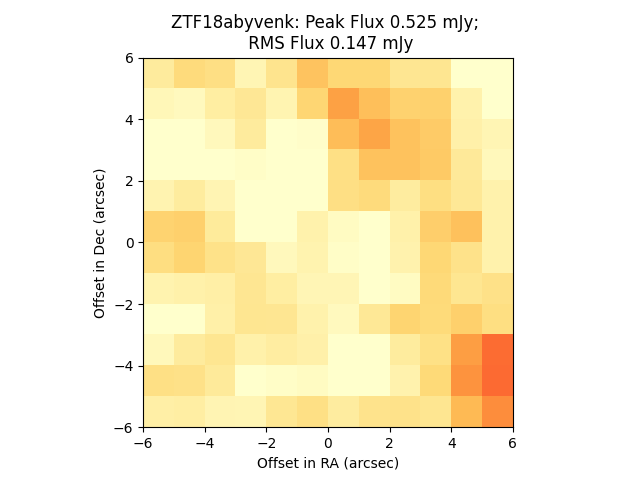 ZTF18abyvenk: Peak Flux 0.525 mJy;
RMS Flux 0.147 mJy
6
4
2
0
−2
−4
−6
Offset in Dec (arcsec)
−6 −4 −2 0 2 4 6
Offset in RA (arcsec)